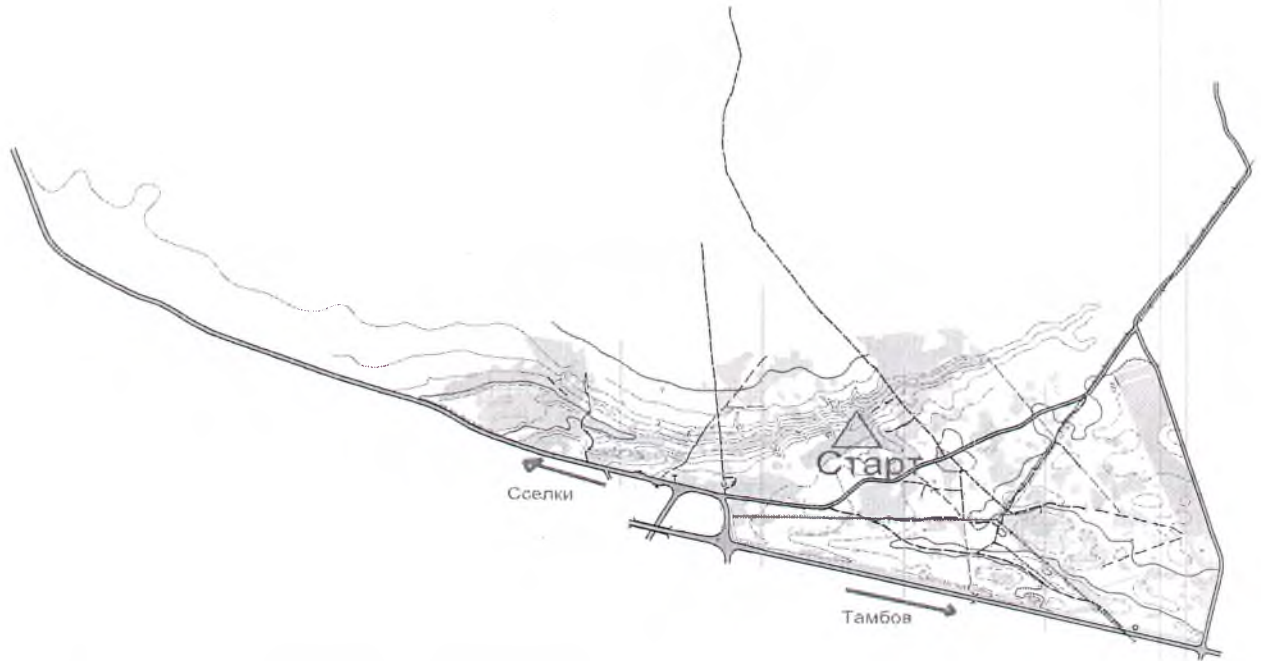 Старт
Сселки
Тамбов